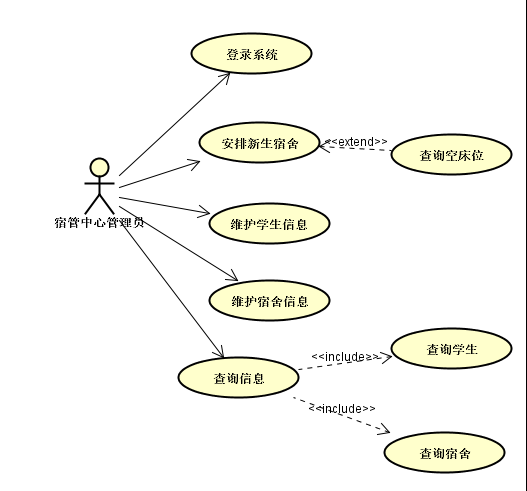 登录系统
安排新生宿舍
<<extend>>
查询空床位
宿管中心管理员
维护学生信息
维护宿舍信息
查询信息
<<include>>
查询学生
<<include>>
查询宿舍